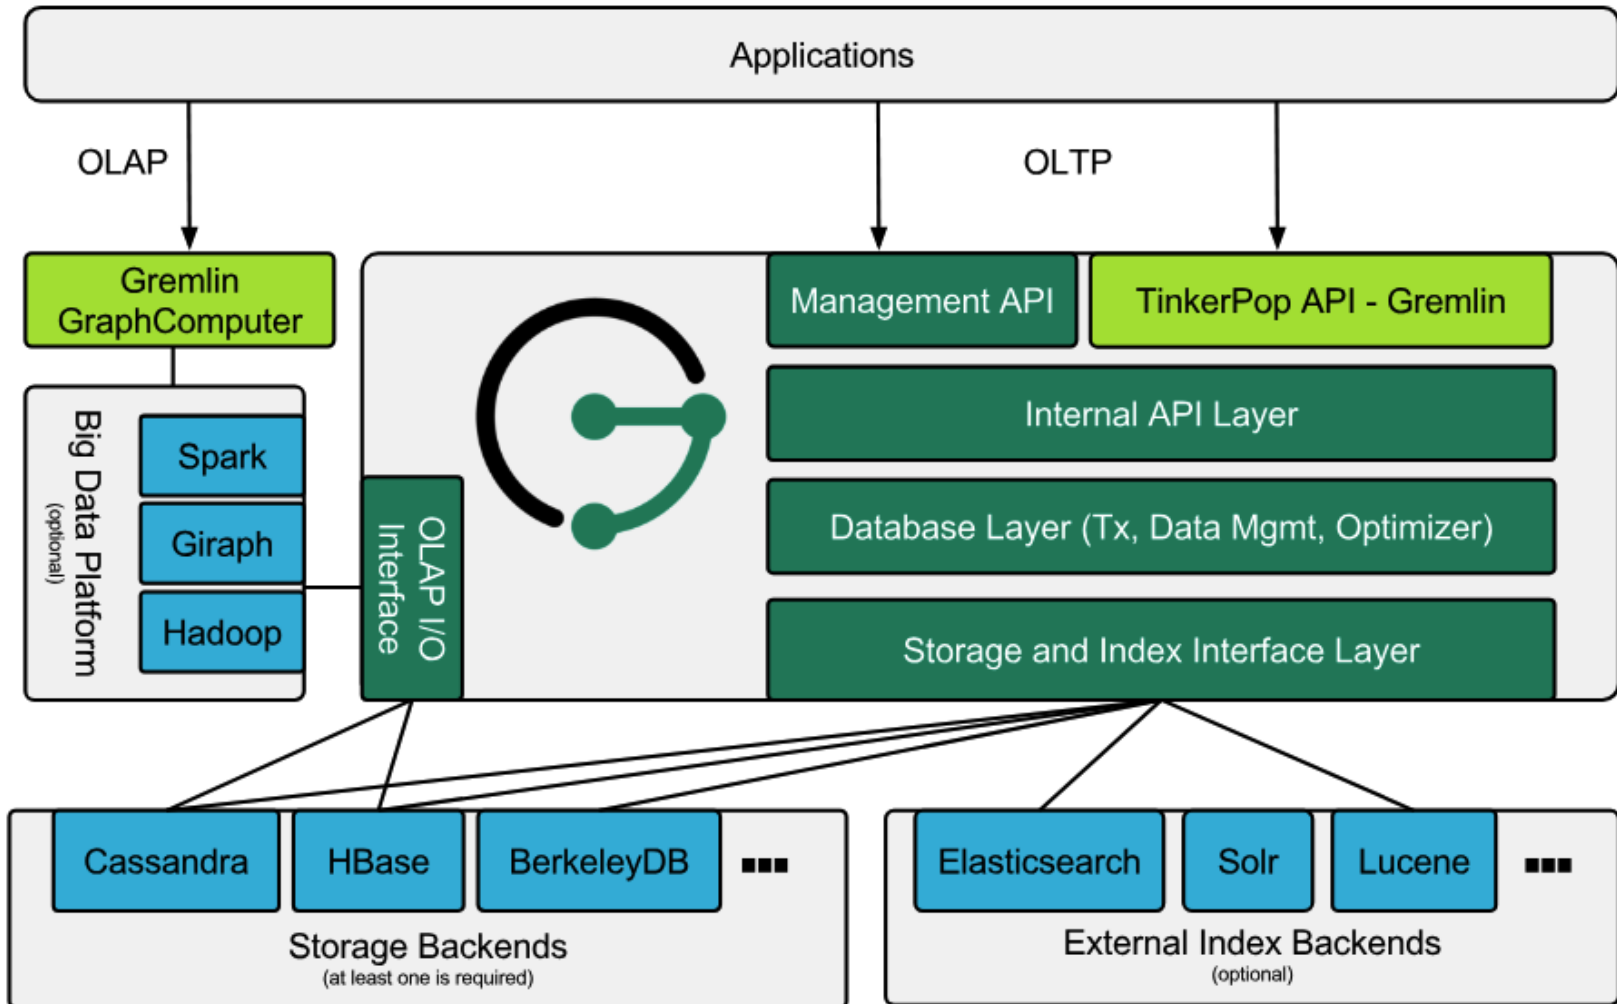 Applications
OLAP
OLTP
Gremlin
GraphComputer
Management API
TinkerPop API - Gremlin
Internal API Layer
Database Layer (Tx, Data Mgmt, Optimizer)
Storage and Index Interface Layer
Big Data Platform
(optional)
Spark
Giraph
Hadoop
OLAP I/O
Interface
Cassandra
HBase
BerkeleyDB
Storage Backends
(at least one is required)
Elasticsearch
Solr
Lucene
External Index Backends
(optional)